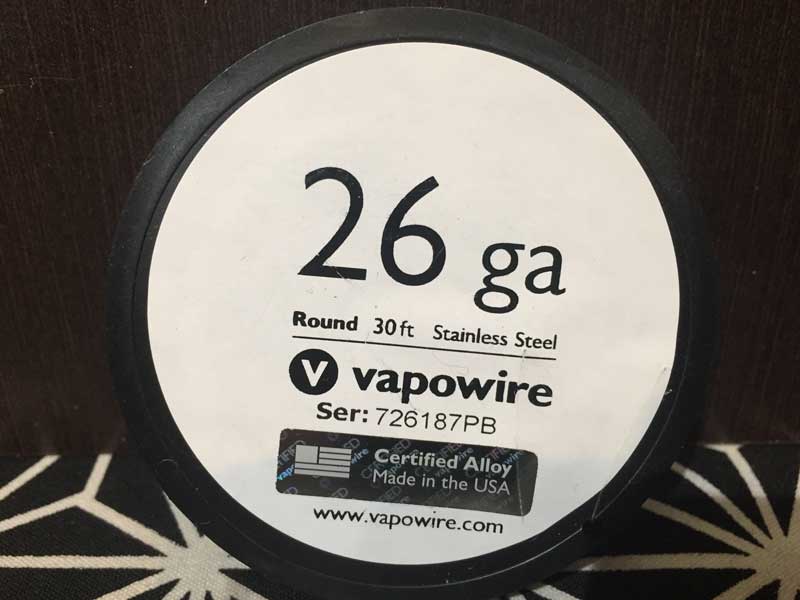 26 ga
Round 30 ft Stainless Steel
V vapowire
Ser: 726187PB
Certified Alloy
Made in the USA
www.vapowire.com